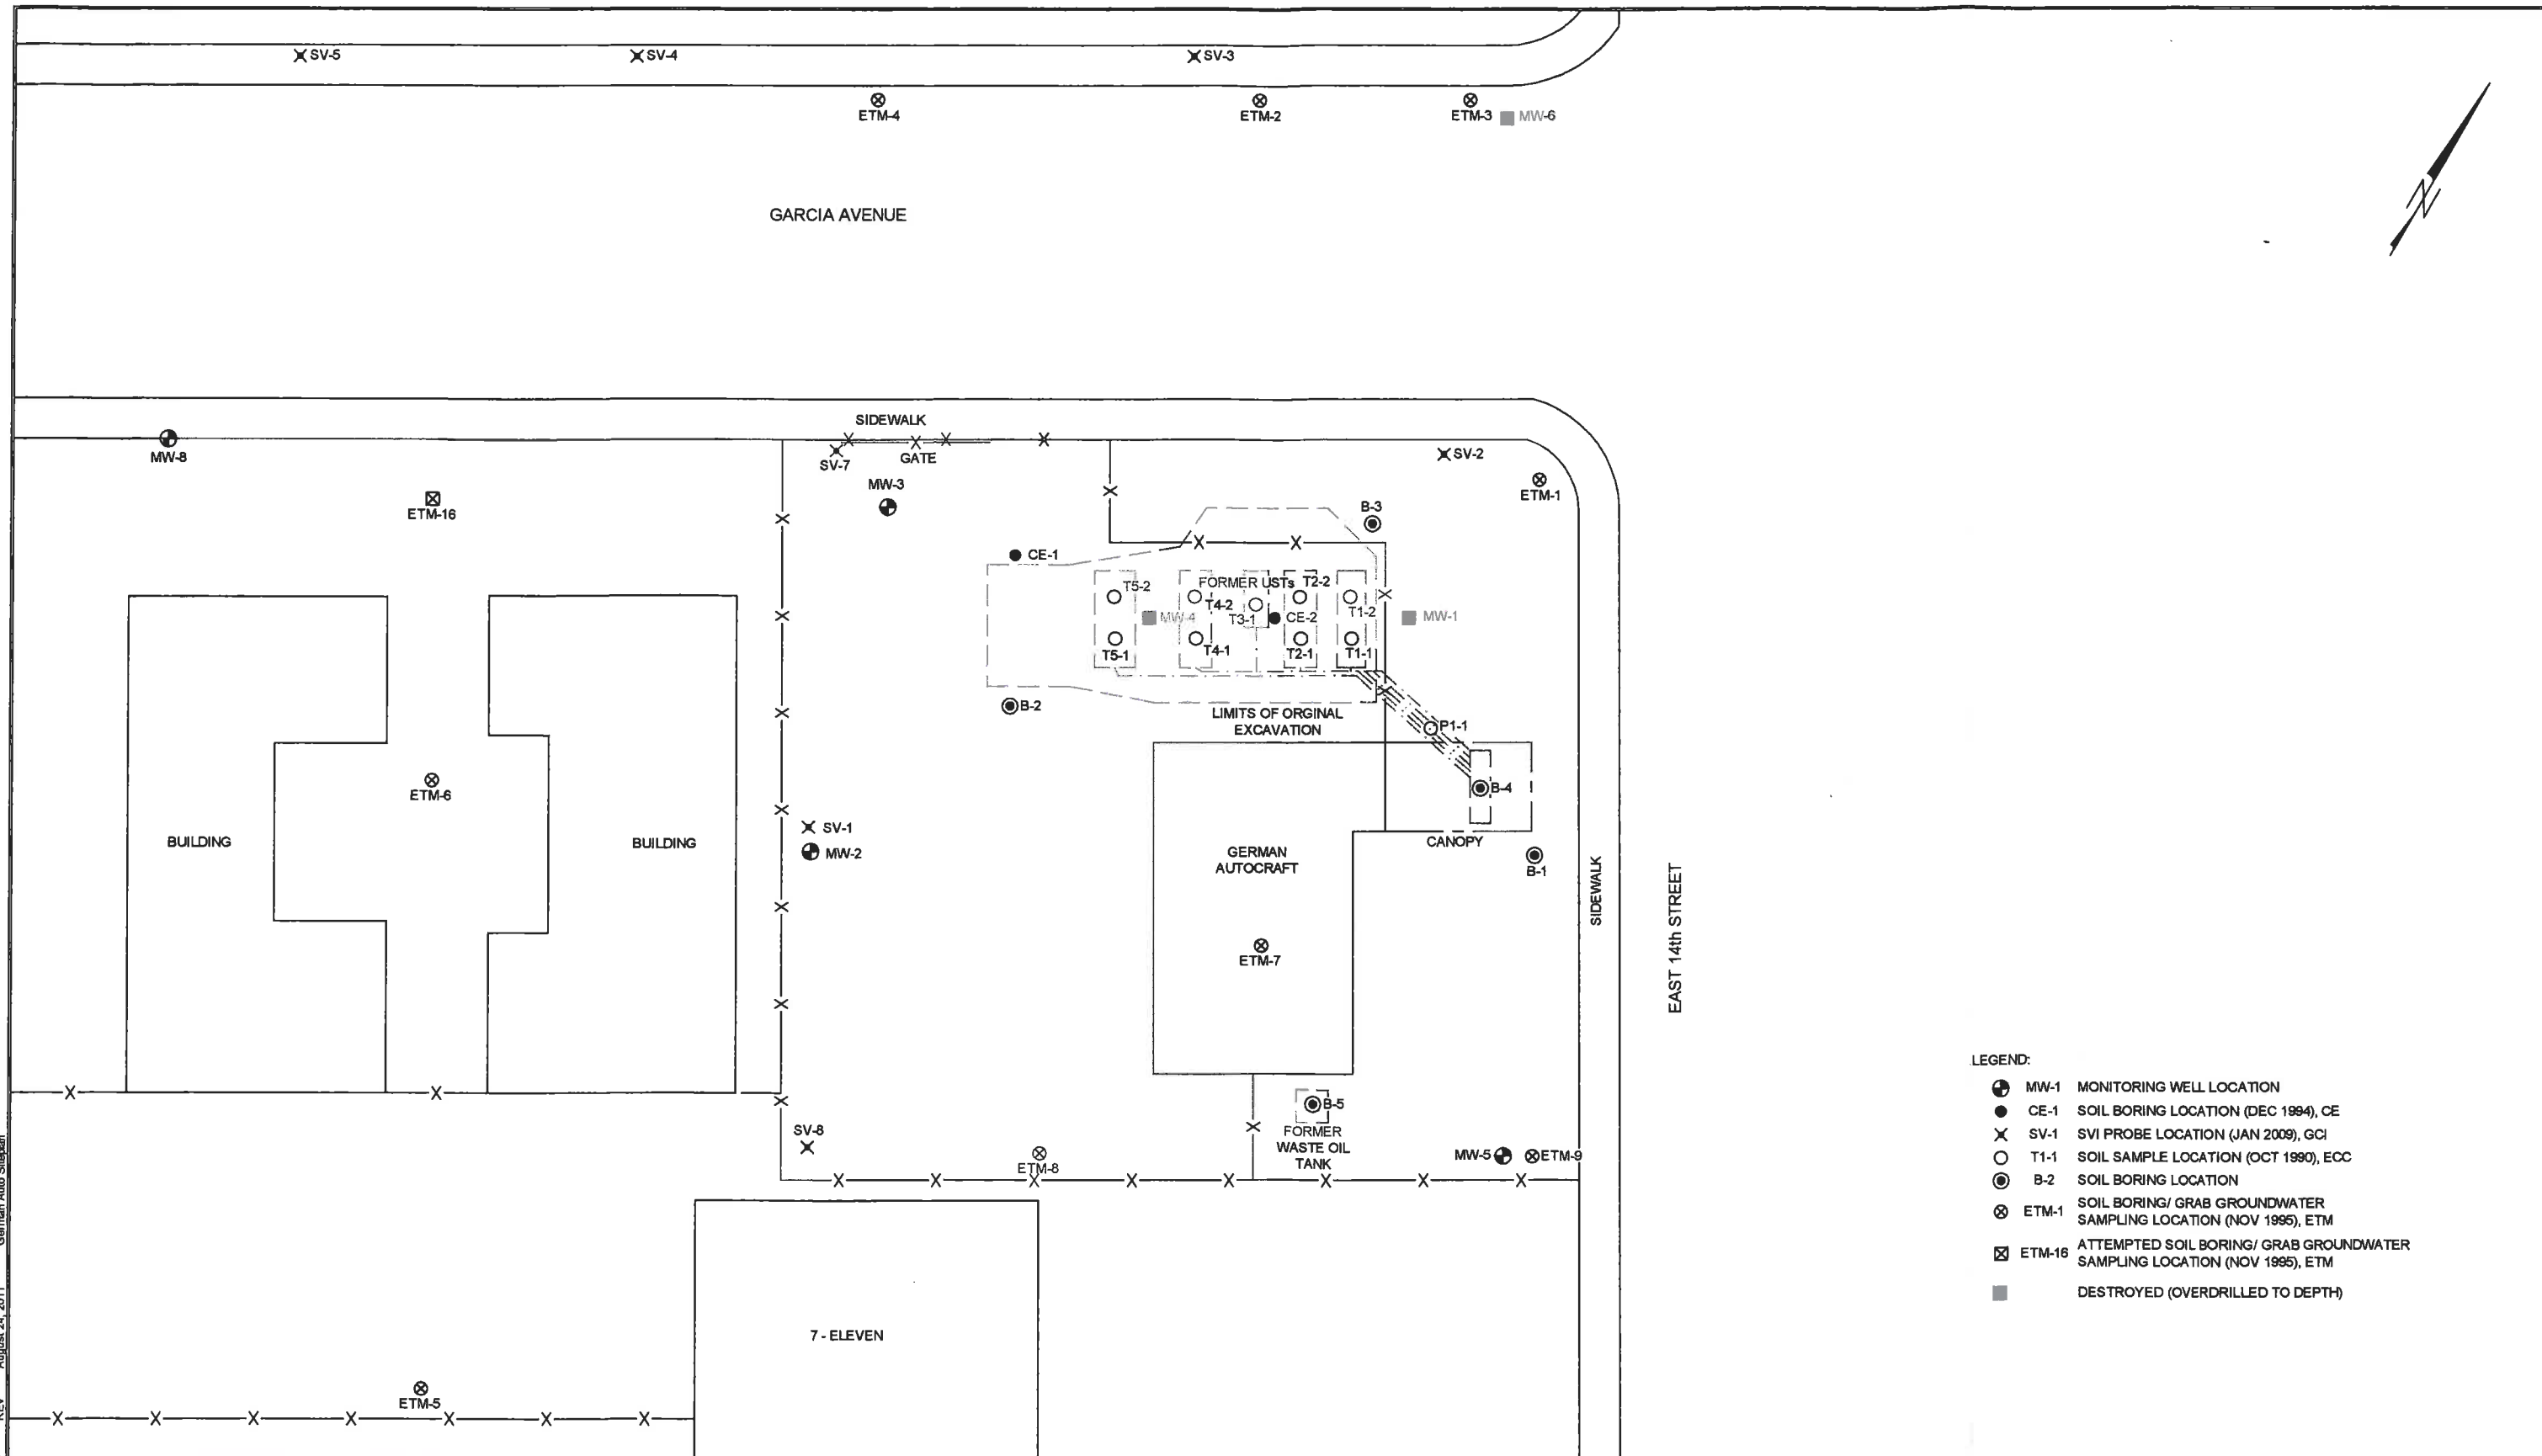 SV-5
SV-4
SV-3
ETM-4
ETM-2
ETM-3
MW-6
GARCIA AVENUE
N
SIDEWALK
MW-8
SV-7
GATE
SV-2
MW-3
ETM-1
ETM-16
B-3
CE-1
FORMER USTs
T2-2
T5-2
T4-2
T3-1
CE-2
T1-2
MW-4
MW-1
T5-1
T4-1
T2-1
T1-1
B-2
LIMITS OF ORGINAL
EXCAVATION
P1-1
ETM-6
B-4
BUILDING
BUILDING
SV-1
MW-2
CANOPY
GERMAN
AUTOCRAFT
B-1
SIDEWALK
EAST 14th STREET
ETM-7
B-5
FORMER
WASTE OIL
TANK
SV-8
ETM-8
MW-5
ETM-9
7 - ELEVEN
ETM-5
LEGEND:
MW-1 MONITORING WELL LOCATION
CE-1 SOIL BORING LOCATION (DEC 1994), CE
SV-1 SVI PROBE LOCATION (JAN 2009), GCI
T1-1 SOIL SAMPLE LOCATION (OCT 1990), ECC
B-2 SOIL BORING LOCATION
ETM-1 SOIL BORING/ GRAB GROUNDWATER
SAMPLING LOCATION (NOV 1995), ETM
ETM-16 ATTEMPTED SOIL BORING/ GRAB GROUNDWATER
SAMPLING LOCATION (NOV 1995), ETM
DESTROYED (OVERDRILLED TO DEPTH)
August 24, 2011 German Auto Siteplan